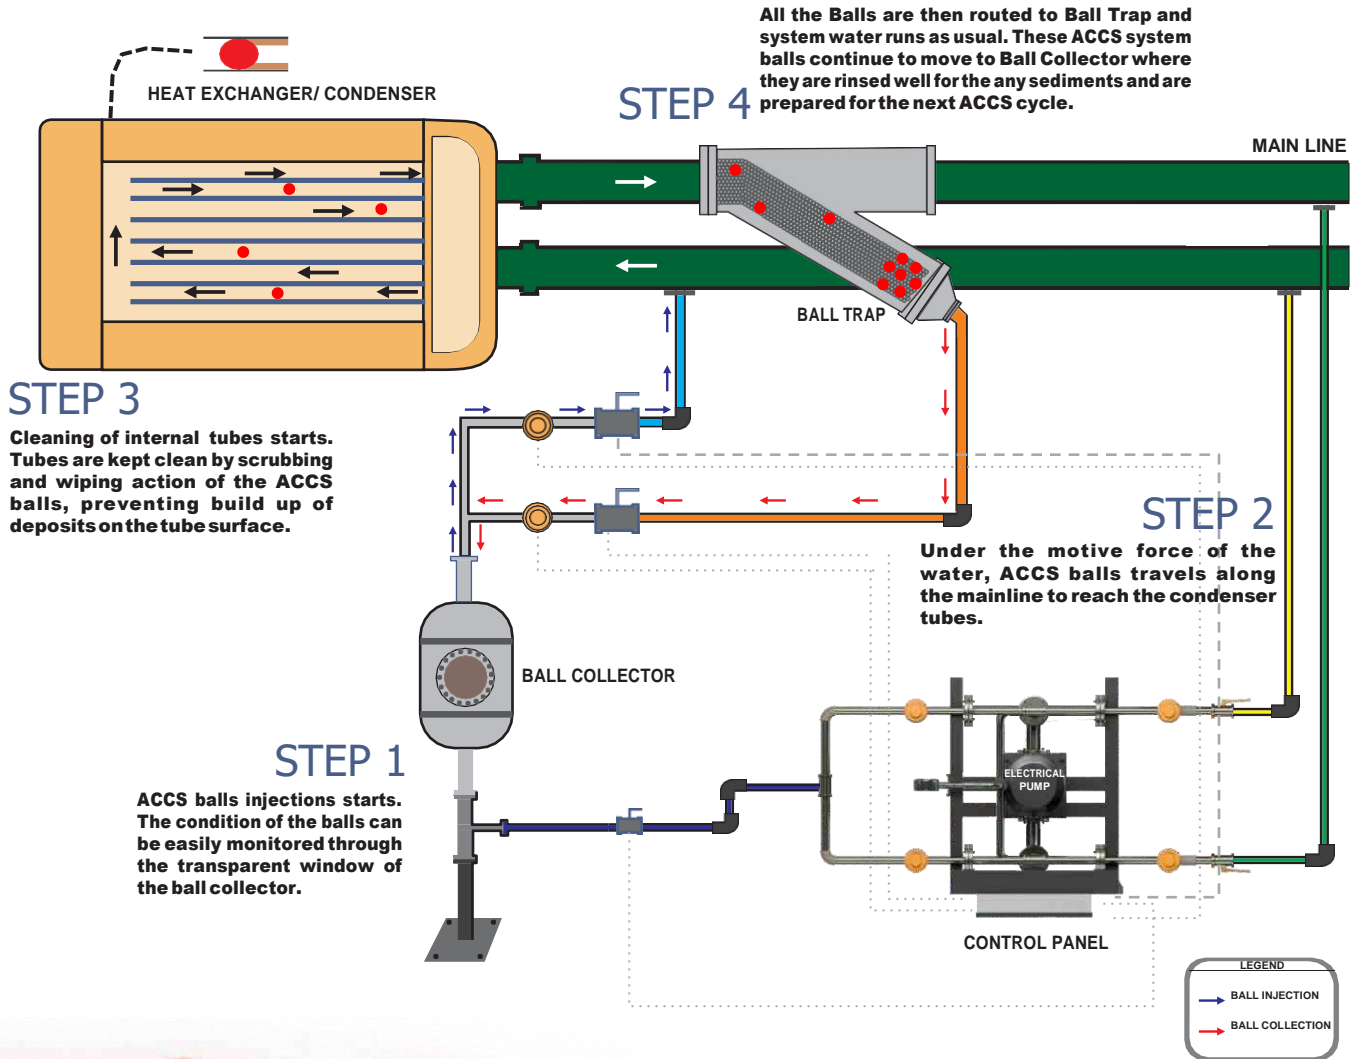 All the Balls are then routed to Ball Trap and
system water runs as usual. These ACCS system
balls continue to move to Ball Collector where
they are rinsed well for the any sediments and are
prepared for the next ACCS cycle.
STEP 4
HEAT EXCHANGER/ CONDENSER
MAIN LINE
BALL TRAP
STEP 3
Cleaning of internal tubes starts.
Tubes are kept clean by scrubbing
and wiping action of the ACCS
balls, preventing build up of
deposits on the tube surface.
STEP 2
Under the motive force of the
water, ACCS balls travels along
the mainline to reach the condenser
tubes.
BALL COLLECTOR
STEP 1
ACCS balls injections starts.
The condition of the balls can
be easily monitored through
the transparent window of
the ball collector.
ELECTRICAL
PUMP
CONTROL PANEL
LEGEND
BALL INJECTION
BALL COLLECTION